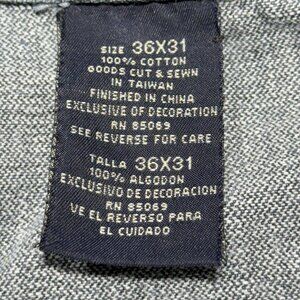 SIZE 36X31
100% COTTON
GOODS CUT & SEWN
IN TAIWAN
FINISHED IN CHINA
EXCLUSIVE OF DECORATION
RN 85069
SEE REVERSE FOR CARE
TALLA 36X31
100% ALGODON
EXCLUSIVO DE DECORACION
RN 85069
VE EL REVERSO PARA
EL CUIDADO